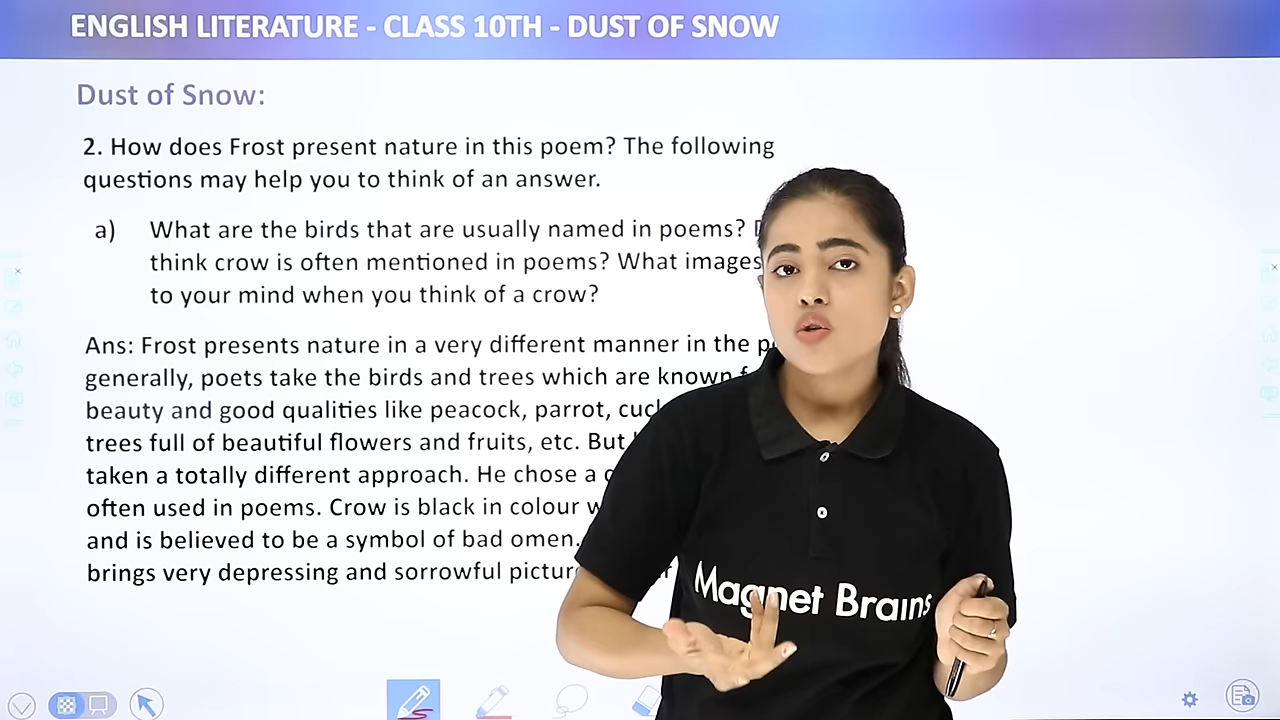 ENGLISH LITERATURE - CLASS 10TH - DUST OF SNOW
Dust of Snow:
2. How does Frost present nature in this poem? The following
questions may help you to think of an answer.
a) What are the birds that are usually named in poems?
think crow is often mentioned in poems? What images
to your mind when you think of a crow?
Ans: Frost presents nature in a very different manner in the
generally, poets take the birds and trees which are known
beauty and good qualities like peacock, parrot,
trees full of beautiful flowers and fruits, etc. But
taken a totally different approach. He chose a
often used in poems. Crow is black in colour
and is believed to be a symbol of bad omen.
brings very depressing and sorrowful
Magnet Brains